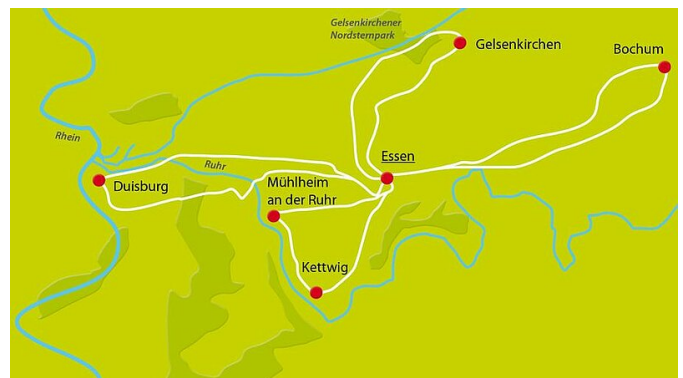 Gelsenkirchener
Nordsternpark
Gelsenkirchen
Bochum
Rhein
Ruhr
Essen
Duisburg
Mühlheim
an der Ruhr
Kettwig